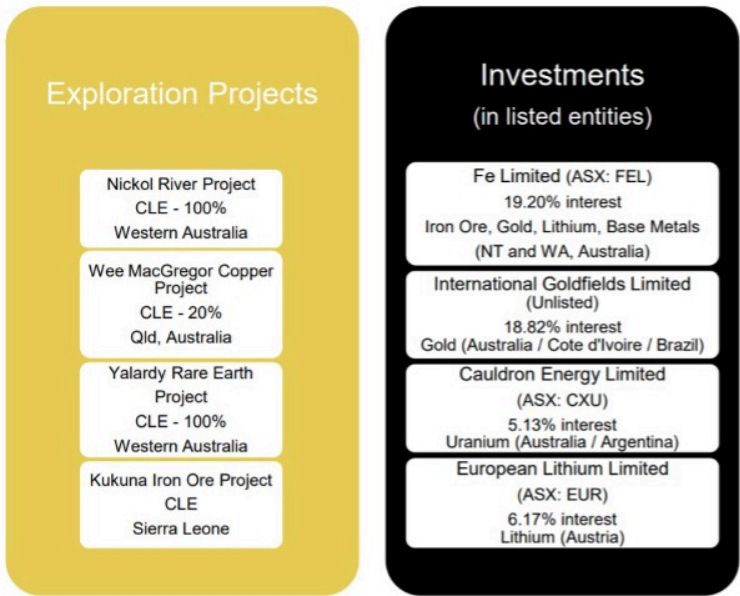 Exploration Projects
Nickol River Project
CLE - 100%
Western Australia
Wee MacGregor Copper
Project
CLE - 20%
Qld, Australia
Yalardy Rare Earth
Project
CLE - 100%
Western Australia
Kukuna Iron Ore Project
CLE
Sierra Leone
Investments
(in listed entities)
Fe Limited (ASX: FEL)
19.20% interest
Iron Ore, Gold, Lithium, Base Metals
(NT and WA, Australia)
International Goldfields Limited
(Unlisted)
18.82% interest
Gold (Australia / Cote d'Ivoire / Brazil)
Cauldron Energy Limited
(ASX: CXU)
5.13% interest
Uranium (Australia / Argentina)
European Lithium Limited
(ASX: EUR)
6.17% interest
Lithium (Austria)